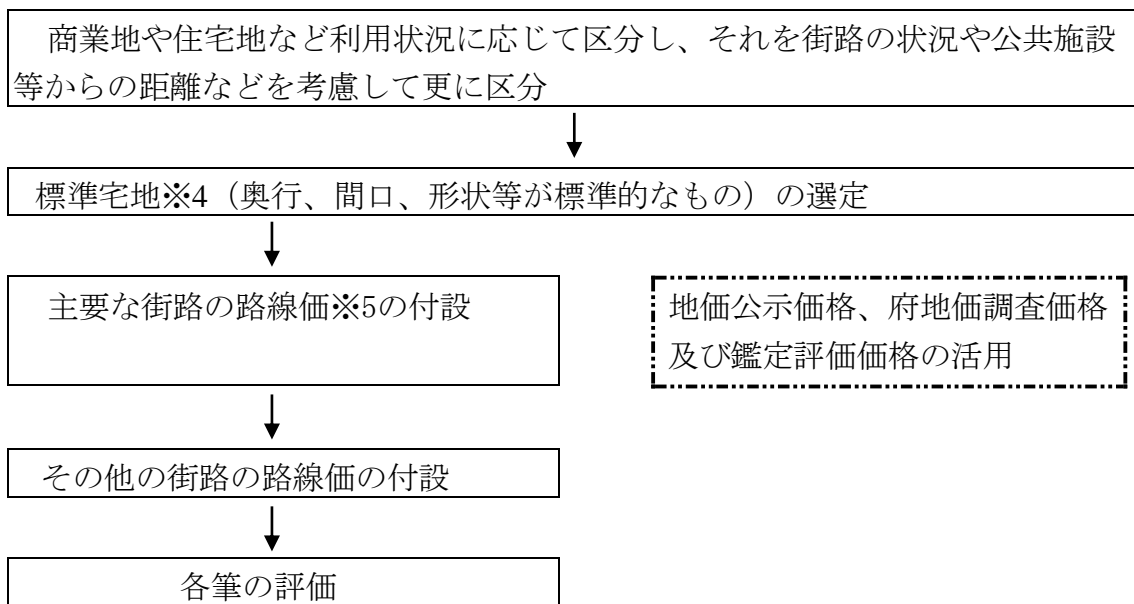 商業地や住宅地など利用状況に応じて区分し、それを街路の状況や公共施設
等からの距離などを考慮して更に区分
標準宅地※4(奥行、間口、形状等が標準的なもの)の選定
主要な街路の路線価※5の付設
地価公示価格、府地価調査価格
及び鑑定評価価格の活用
その他の街路の路線価の付設
各筆の評価